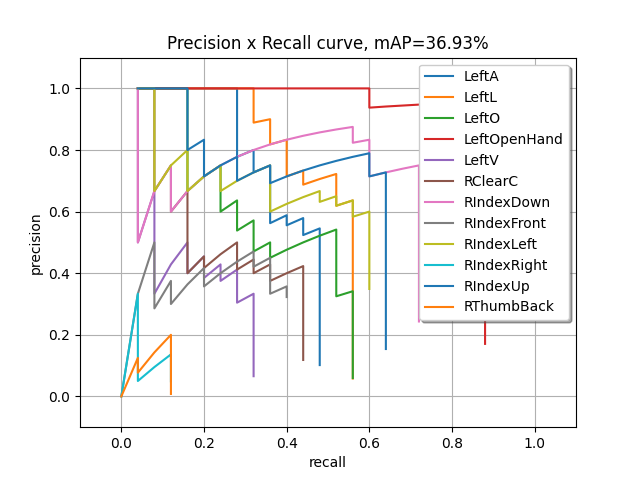 Precision x Recall curve, mAP=36.93%
1.0
0.8
0.6
0.4
0.2
0.0
precision
LeftA
LeftL
LeftO
LeftOpenHand
LeftV
RClearC
RIndexDown
RIndexFront
RIndexLeft
RIndexRight
RIndexUp
RThumbBack
0.0 0.2 0.4 0.6 0.8 1.0
recall